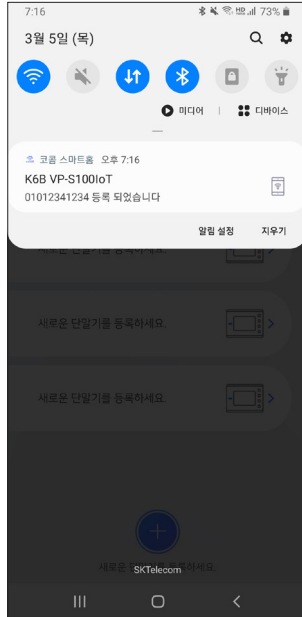 7:16
73%
3월 5일 (목)
미디어
디바이스
코콤 스마트홈 오후 7:16
K6B VP-S100IoT
01012341234 등록 되었습니다
알림 설정 지우기
새로운 단말기를 등록하세요.
새로운 단말기를 등록하세요.
새로운 단말기를 등록하세요.
SKTelecom